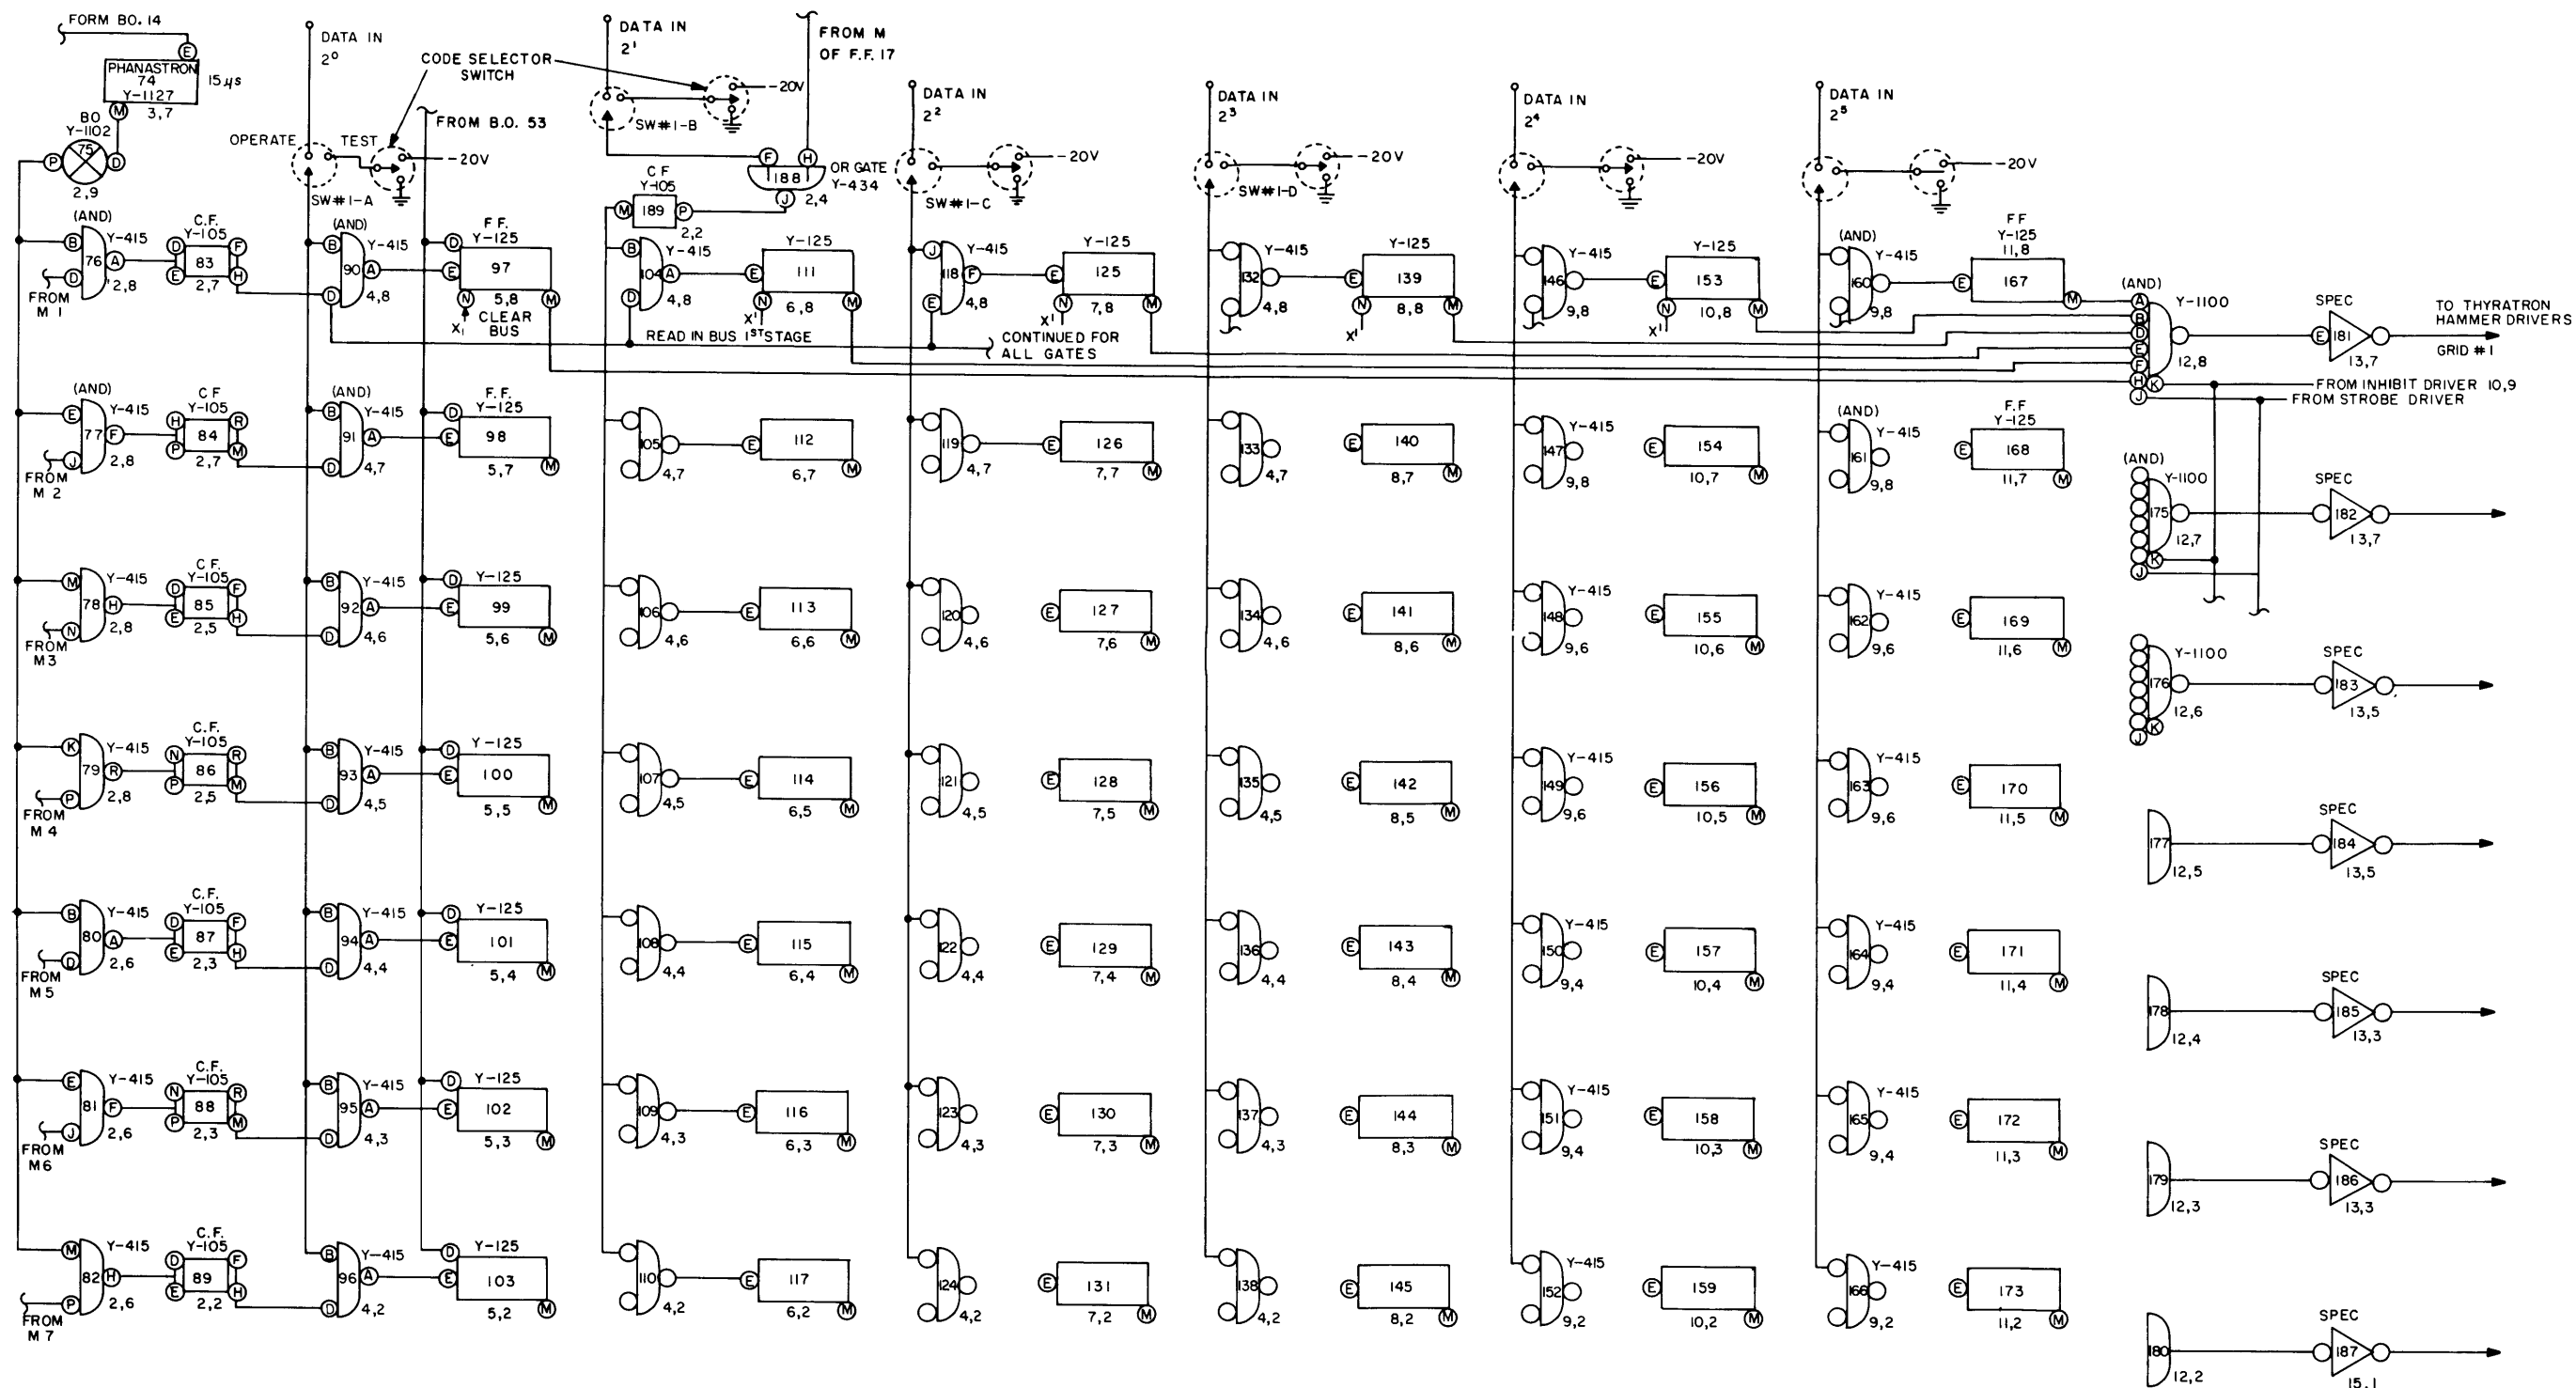 FORM BO. 14
E
PHANASTRON
74
Y-1127
15 µs
M
3,7
BO
Y-1102
P
75
D
2,9
DATA IN
2⁰
OPERATE
TEST
-20V
SW#1-A
CODE SELECTOR
SWITCH
FROM B.O. 53
DATA IN
2¹
-20V
SW#1-B
FROM M
OF F.F. 17
F
H
188
OR GATE
Y-434
J
2,4
C F
Y-105
M
189
P
2,2
DATA IN
2²
-20V
SW#1-C
DATA IN
2³
-20V
SW#1-D
DATA IN
2⁴
-20V
DATA IN
2⁵
-20V
(AND)
B
Y-415
76
A
D
2,8
FROM
M 1
C.F.
Y-105
D
F
83
E
H
2,7
(AND)
B
Y-415
90
A
D
4,8
F F.
Y-125
D
97
E
N
5,8
M
X₁
CLEAR
BUS
B
Y-415
104
A
D
4,8
Y-125
E
111
N
6,8
M
X¹
READ IN BUS 1ST STAGE
J
Y-415
118
F
E
4,8
Y-125
E
125
N
7,8
M
X¹
CONTINUED FOR
ALL GATES
Y-415
132
4,8
Y-125
E
139
N
8,8
M
X¹
Y-415
146
9,8
Y-125
E
153
N
10,8
M
X¹
(AND)
Y-415
160
9,8
F F
Y-125
11,8
E
167
M
(AND)
A
B
D
E
F
H
K
J
Y-1100
12,8
SPEC
E
181
13,7
TO THYRATRON
HAMMER DRIVERS
GRID #1
FROM INHIBIT DRIVER 10,9
FROM STROBE DRIVER
(AND)
E
Y-415
77
F
J
2,8
FROM
M 2
C F
Y-105
H
R
84
P
M
2,7
(AND)
B
Y-415
91
A
D
4,7
F.F.
Y-125
D
98
E
5,7
M
105
4,7
E
112
6,7
M
119
4,7
E
126
7,7
M
133
4,7
E
140
8,7
M
Y-415
147
9,8
E
154
10,7
M
(AND)
Y-415
161
9,8
F.F
Y-125
E
168
11,7
M
(AND)
Y-1100
175
12,7
K
J
SPEC
182
13,7
M
Y-415
78
H
N
2,8
FROM
M3
C F.
Y-105
D
F
85
E
H
2,5
B
Y-415
92
A
D
4,6
Y-125
D
99
E
5,6
M
106
4,6
E
113
6,6
M
120
4,6
E
127
7,6
M
134
4,6
E
141
8,6
M
Y-415
148
9,6
E
155
10,6
M
Y-415
162
9,6
E
169
11,6
M
Y-1100
176
12,6
K
J
SPEC
183
13,5
K
Y-415
79
R
P
2,8
FROM
M 4
C.F.
Y-105
N
R
86
P
M
2,5
B
Y-415
93
A
D
4,5
Y-125
D
100
E
5,5
M
107
4,5
E
114
6,5
M
121
4,5
E
128
7,5
M
135
4,5
E
142
8,5
M
Y-415
149
9,6
E
156
10,5
M
Y-415
163
9,6
E
170
11,5
M
177
12,5
SPEC
184
13,5
B
Y-415
80
A
D
2,6
FROM
M5
C.F.
Y-105
D
F
87
E
H
2,3
B
Y-415
94
A
D
4,4
Y-125
D
101
E
5,4
M
108
4,4
E
115
6,4
M
122
4,4
E
129
7,4
M
136
4,4
E
143
8,4
M
Y-415
150
9,4
E
157
10,4
M
Y-415
164
9,4
E
171
11,4
M
178
12,4
SPEC
185
13,3
E
Y-415
81
F
J
2,6
FROM
M6
C.F.
Y-105
N
R
88
P
M
2,3
B
Y-415
95
A
D
4,3
Y-125
D
102
E
5,3
M
109
4,3
E
116
6,3
M
123
4,3
E
130
7,3
M
137
4,3
E
144
8,3
M
Y-415
151
9,4
E
158
10,3
M
Y-415
165
9,4
E
172
11,3
M
179
12,3
SPEC
186
13,3
M
Y-415
82
H
P
2,6
FROM
M 7
C.F.
Y-105
D
F
89
E
H
2,2
B
Y-415
96
A
D
4,2
Y-125
D
103
E
5,2
M
110
4,2
E
117
6,2
M
124
4,2
E
131
7,2
M
138
4,2
E
145
8,2
M
Y-415
152
9,2
E
159
10,2
M
Y-415
166
9,2
E
173
11,2
M
180
12,2
SPEC
187
15,1